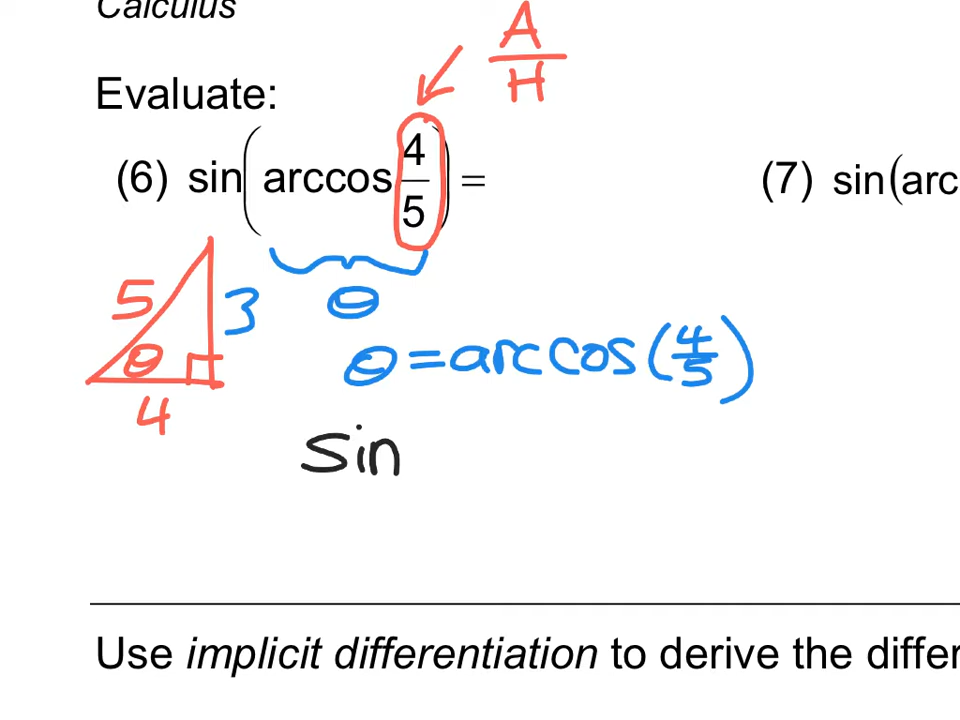 Calculus
A
H
Evaluate:
(6) sin(arccos 4/5) =
(7) sin(arc
5 3
θ
θ
4
θ = arccos(4/5)
sin
Use implicit differentiation to derive the differ